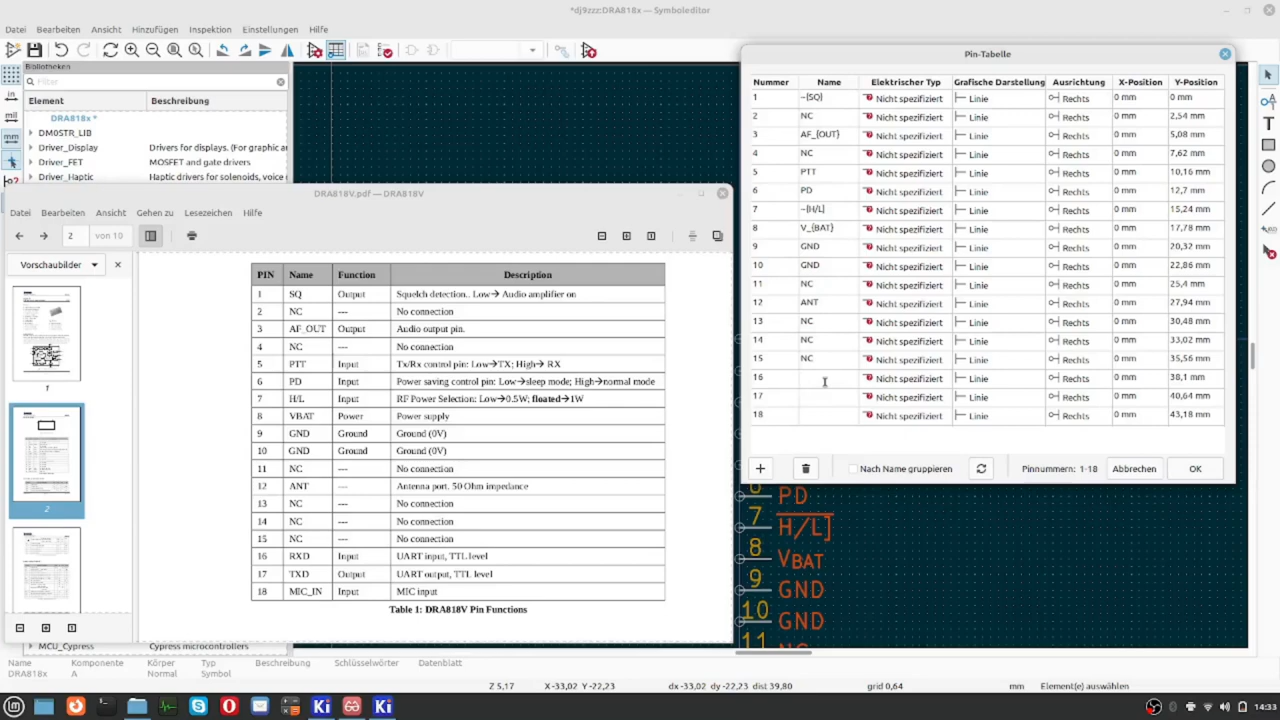 *dj9zzz:DRA818x — Symboleditor
Datei Bearbeiten Ansicht Hinzufügen Inspektion Einstellungen Hilfe
Bibliotheken
Filtrer
Element Beschreibung
DRA818x *
DM0STR_LIB
Driver_Display Drivers for displays. (For graphic ar
Driver_FET MOSFET and gate drivers
Driver_Haptic Haptic drivers for solenoids, voice
in
mil
mm
DRA818V.pdf — DRA818V
Datei Bearbeiten Ansicht Gehen zu Lesezeichen Hilfe
2 von 10
Vorschaubilder
1
2
PIN Name Function Description
1 SQ Output Squelch detection.. Low→ Audio amplifier on
2 NC --- No connection
3 AF_OUT Output Audio output pin.
4 NC --- No connection
5 PTT Input Tx/Rx control pin: Low→TX; High→ RX
6 PD Input Power saving control pin: Low→sleep mode; High→normal mode
7 H/L Input RF Power Selection: Low→0.5W; floated→1W
8 VBAT Power Power supply
9 GND Ground Ground (0V)
10 GND Ground Ground (0V)
11 NC --- No connection
12 ANT --- Antenna port. 50 Ohm impedance
13 NC --- No connection
14 NC --- No connection
15 NC --- No connection
16 RXD Input UART input, TTL level
17 TXD Output UART output, TTL level
18 MIC_IN Input MIC input
Table 1: DRA818V Pin Functions
Pin-Tabelle
Nummer Name Elektrischer Typ Grafische Darstellung Ausrichtung X-Position Y-Position
1 ~{SQ} Nicht spezifiziert Linie Rechts 0 mm 0 mm
2 NC Nicht spezifiziert Linie Rechts 0 mm 2,54 mm
3 AF_{OUT} Nicht spezifiziert Linie Rechts 0 mm 5,08 mm
4 NC Nicht spezifiziert Linie Rechts 0 mm 7,62 mm
5 PTT Nicht spezifiziert Linie Rechts 0 mm 10,16 mm
6 PD Nicht spezifiziert Linie Rechts 0 mm 12,7 mm
7 ~{H/L] Nicht spezifiziert Linie Rechts 0 mm 15,24 mm
8 V_{BAT} Nicht spezifiziert Linie Rechts 0 mm 17,78 mm
9 GND Nicht spezifiziert Linie Rechts 0 mm 20,32 mm
10 GND Nicht spezifiziert Linie Rechts 0 mm 22,86 mm
11 NC Nicht spezifiziert Linie Rechts 0 mm 25,4 mm
12 ANT Nicht spezifiziert Linie Rechts 0 mm 27,94 mm
13 NC Nicht spezifiziert Linie Rechts 0 mm 30,48 mm
14 NC Nicht spezifiziert Linie Rechts 0 mm 33,02 mm
15 NC Nicht spezifiziert Linie Rechts 0 mm 35,56 mm
16 Nicht spezifiziert Linie Rechts 0 mm 38,1 mm
17 Nicht spezifiziert Linie Rechts 0 mm 40,64 mm
18 Nicht spezifiziert Linie Rechts 0 mm 43,18 mm
Nach Name gruppieren Pinnummern: 1-18 Abbrechen OK
6 PD
7 H/L]
8 VBAT
9 GND
10 GND
11 NC
MCU_Cypress Cypress microcontrollers
Name Komponente Körper Typ Beschreibung Schlüsselwörter Datenblatt
DRA818x A Normal Symbol
Z 5,17 X -33,02 Y -22,23 dx -33,02 dy -22,23 dist 39,80 grid 0,64 mm Element(e) auswählen
14:33